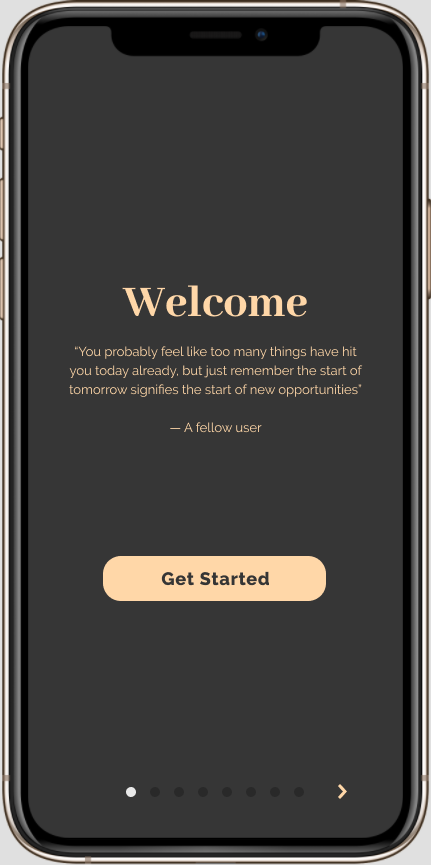 Welcome
“You probably feel like too many things have hit
you today already, but just remember the start of
tomorrow signifies the start of new opportunities”
— A fellow user
Get Started